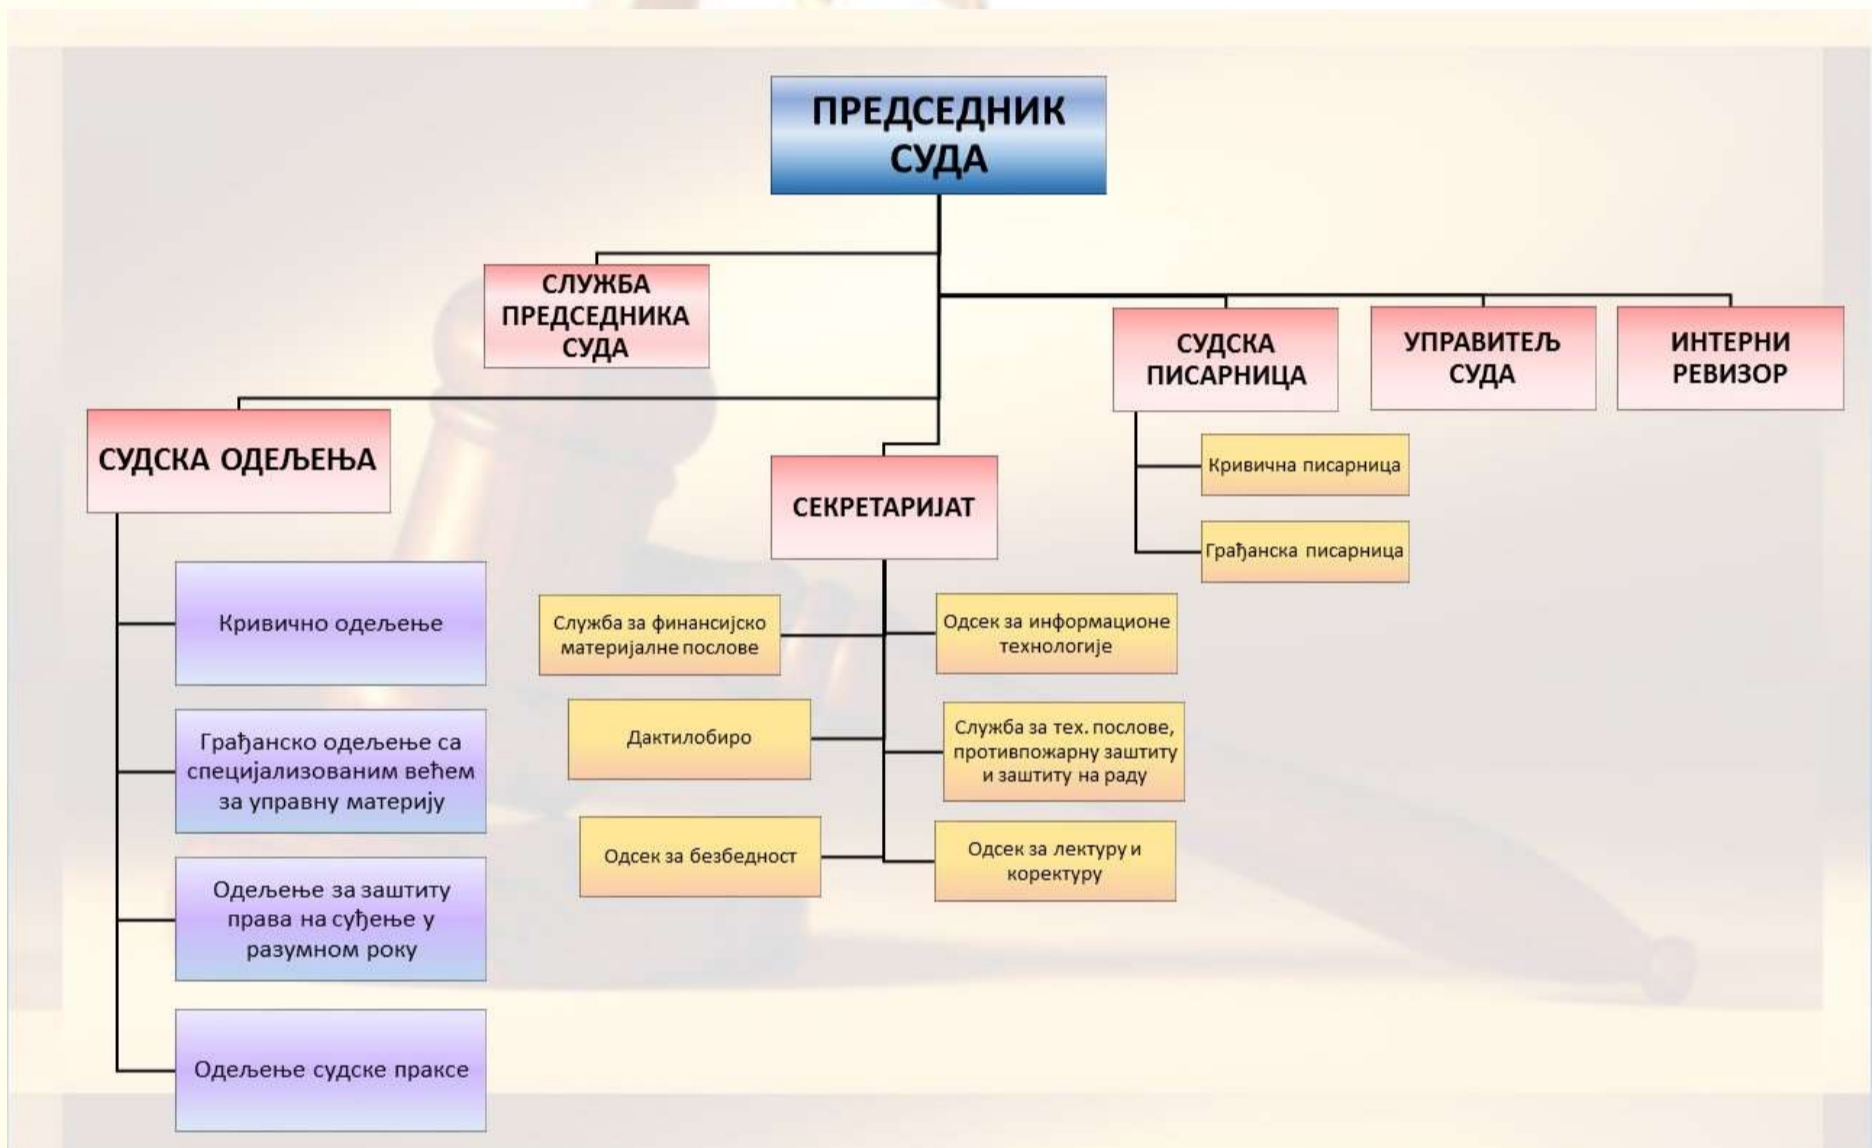 ПРЕДСЕДНИК
СУДА
СЛУЖБА
ПРЕДСЕДНИКА
СУДА
СУДСКА
ПИСАРНИЦА
УПРАВИТЕЉ
СУДА
ИНТЕРНИ
РЕВИЗОР
Кривична писарница
Грађанска писарница
СУДСКА ОДЕЉЕЊА
Кривично одељење
Грађанско одељење са
специјализованим већем
за управну материју
Одељење за заштиту
права на суђење у
разумном року
Одељење судске праксе
СЕКРЕТАРИЈАТ
Служба за финансијско
материјалне послове
Одсек за информационе
технологије
Дактилобиро
Служба за тех. послове,
противпожарну заштиту
и заштиту на раду
Одсек за безбедност
Одсек за лектуру и
коректуру